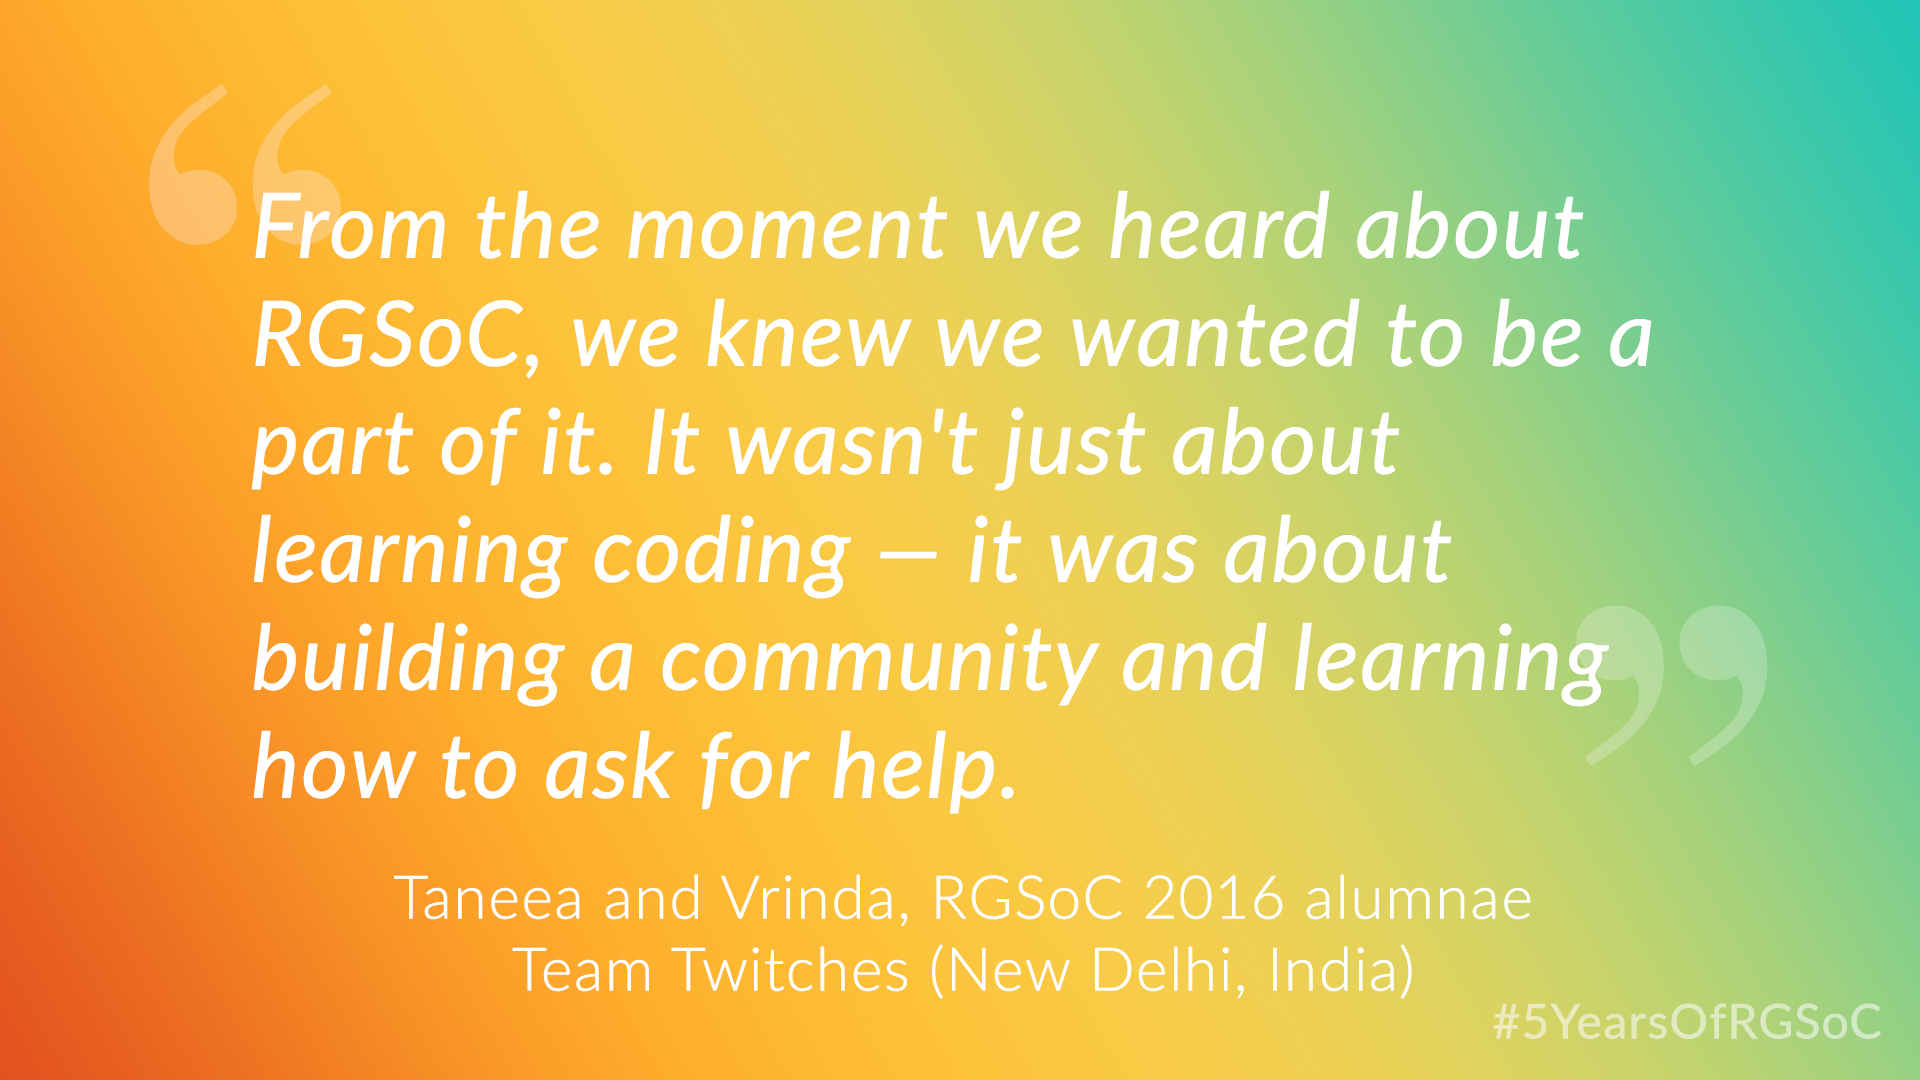 “
From the moment we heard about
RGSoC, we knew we wanted to be a
part of it. It wasn't just about
learning coding — it was about
building a community and learning
how to ask for help.
”
Taneea and Vrinda, RGSoC 2016 alumnae
Team Twitches (New Delhi, India)
#5YearsOfRGSoC